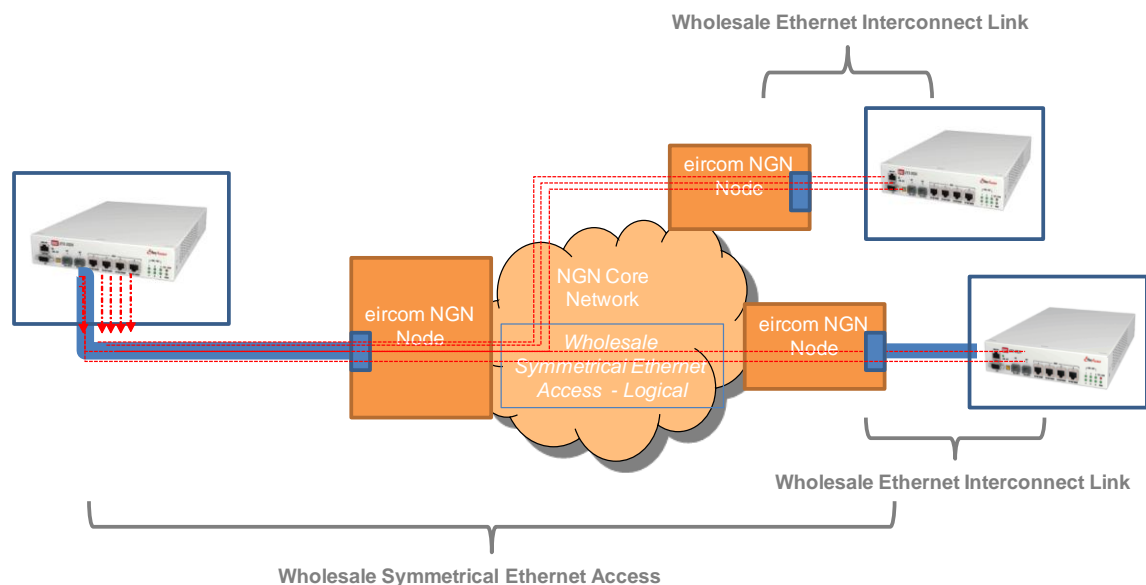 Wholesale Ethernet Interconnect Link
eircom NGN
Node
NGN Core
Network
eircom NGN
Node
eircom NGN
Node
Wholesale
Symmetrical Ethernet
Access - Logical
Wholesale Ethernet Interconnect Link
Wholesale Symmetrical Ethernet Access